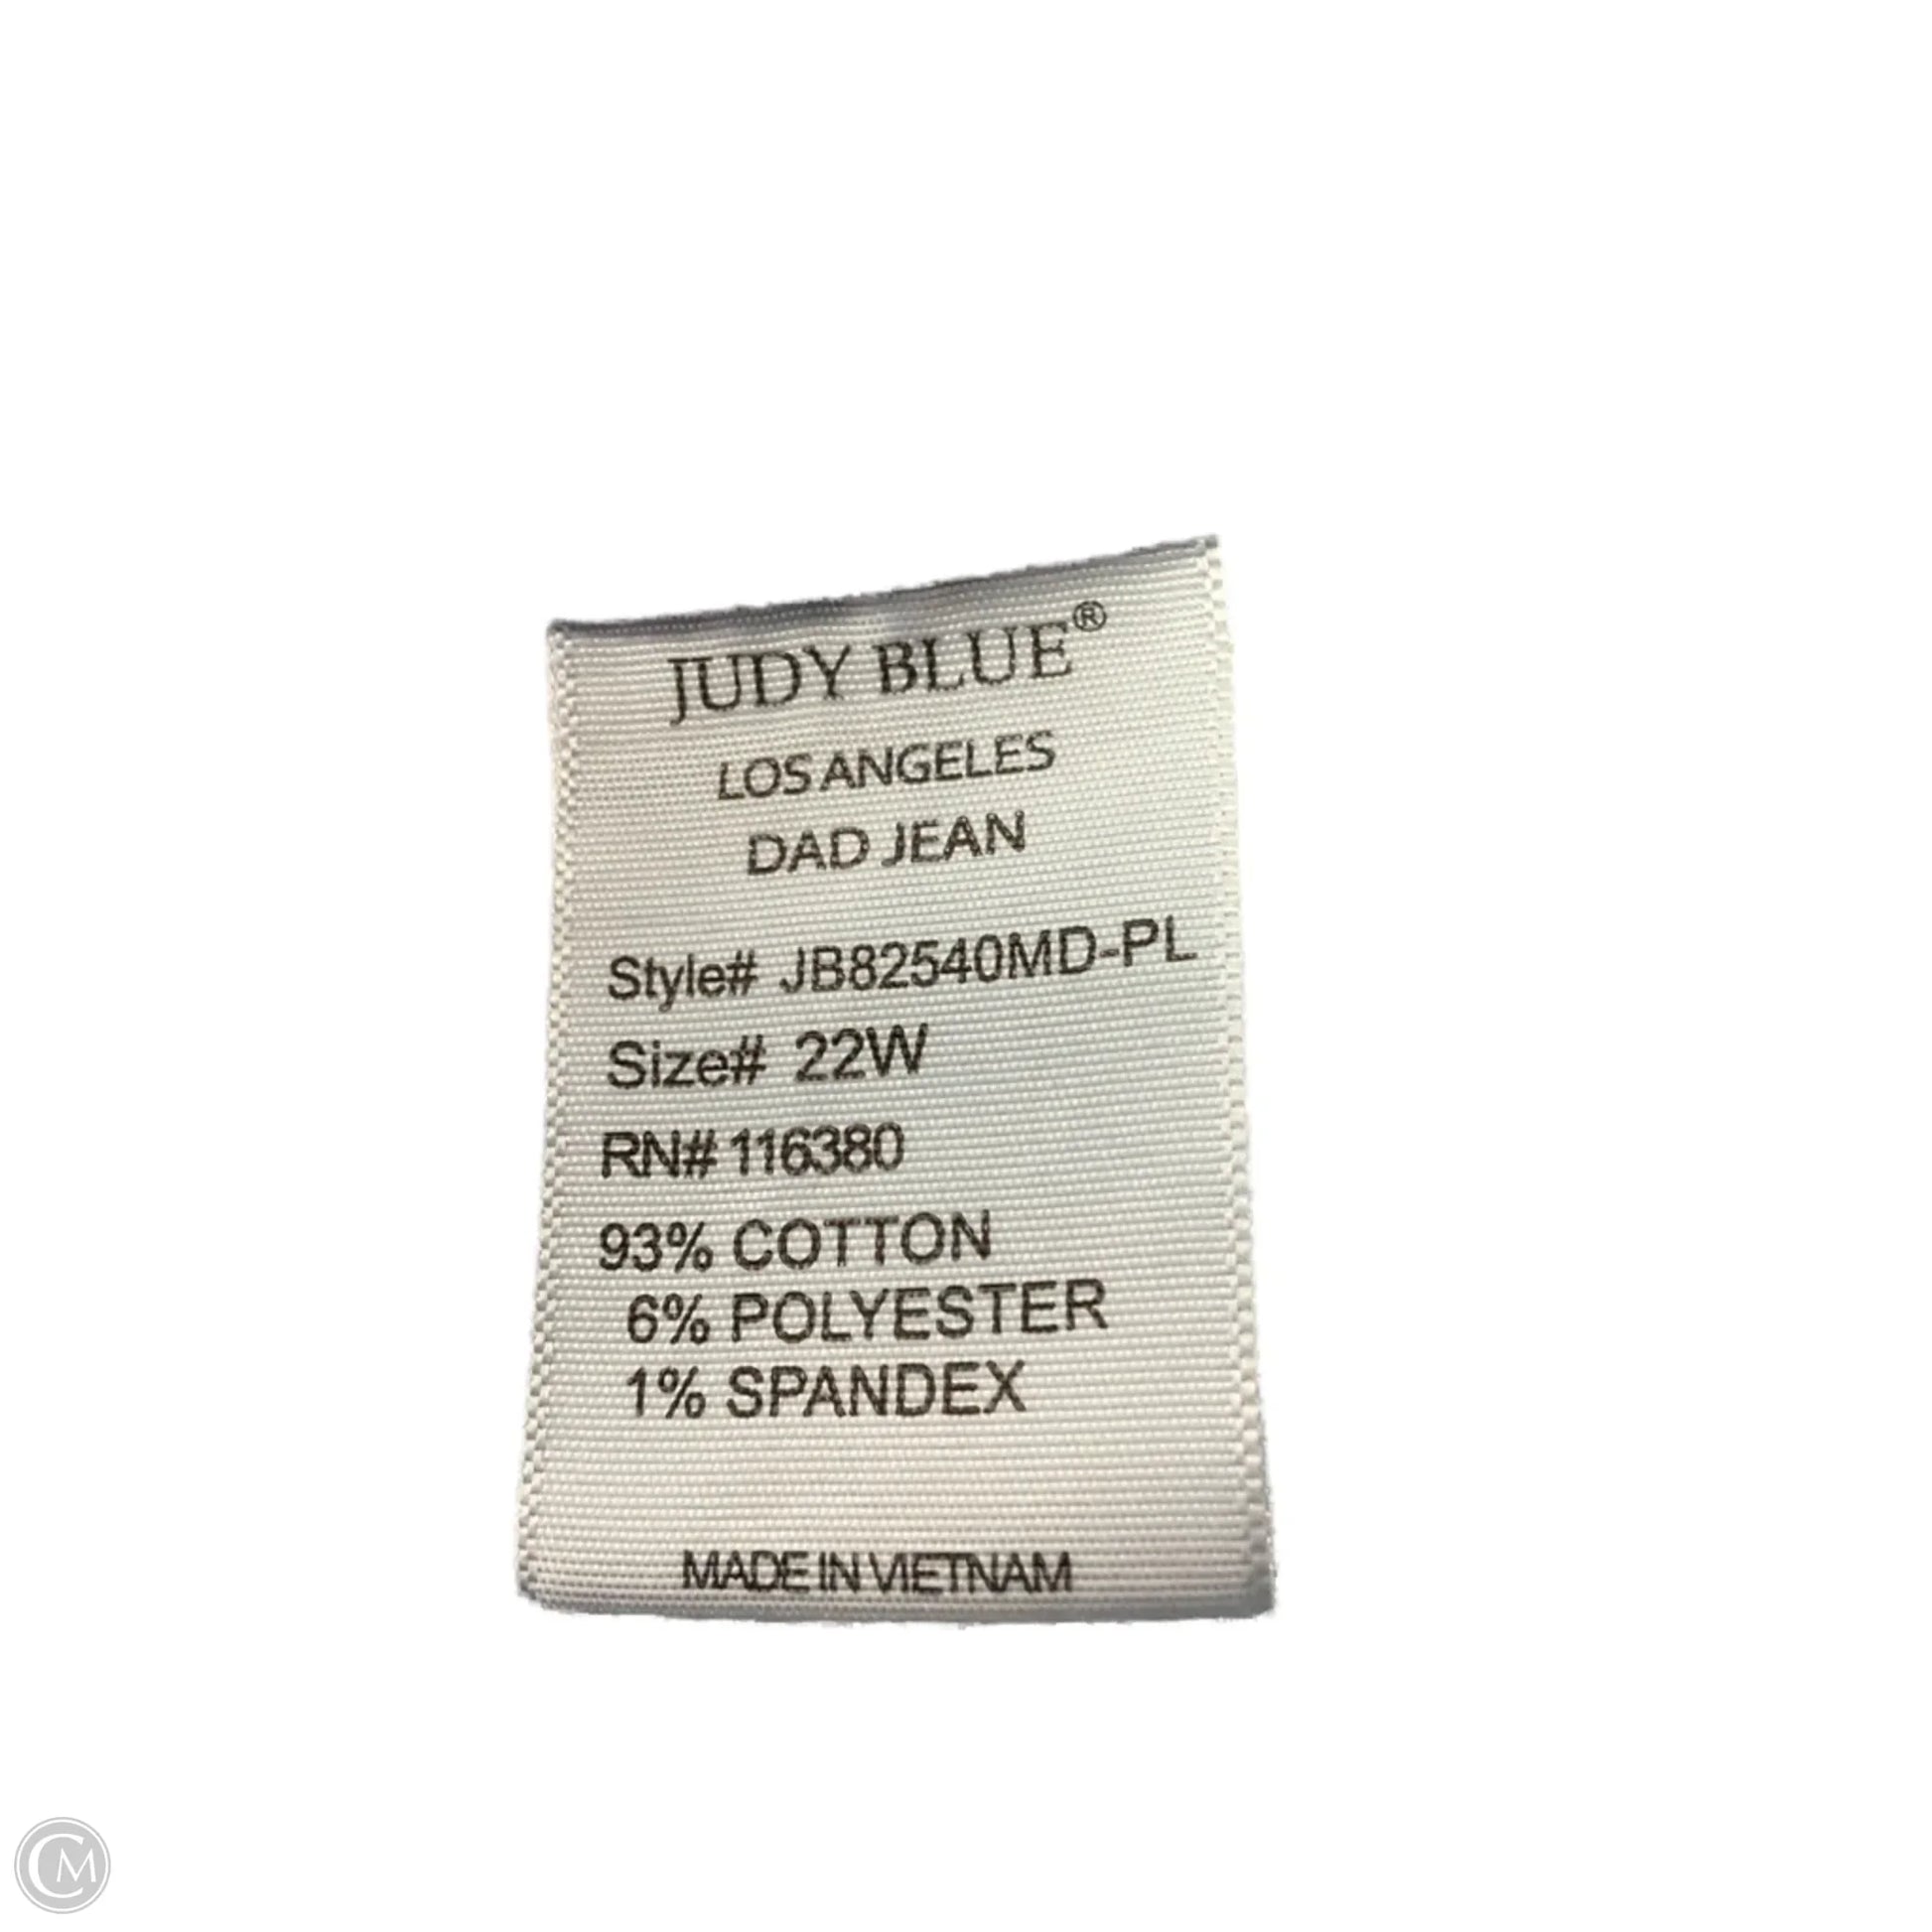 JUDY BLUE®
LOS ANGELES
DAD JEAN
Style# JB82540MD-PL
Size# 22W
RN# 116380
93% COTTON
6% POLYESTER
1% SPANDEX
MADE IN VIETNAM
CM